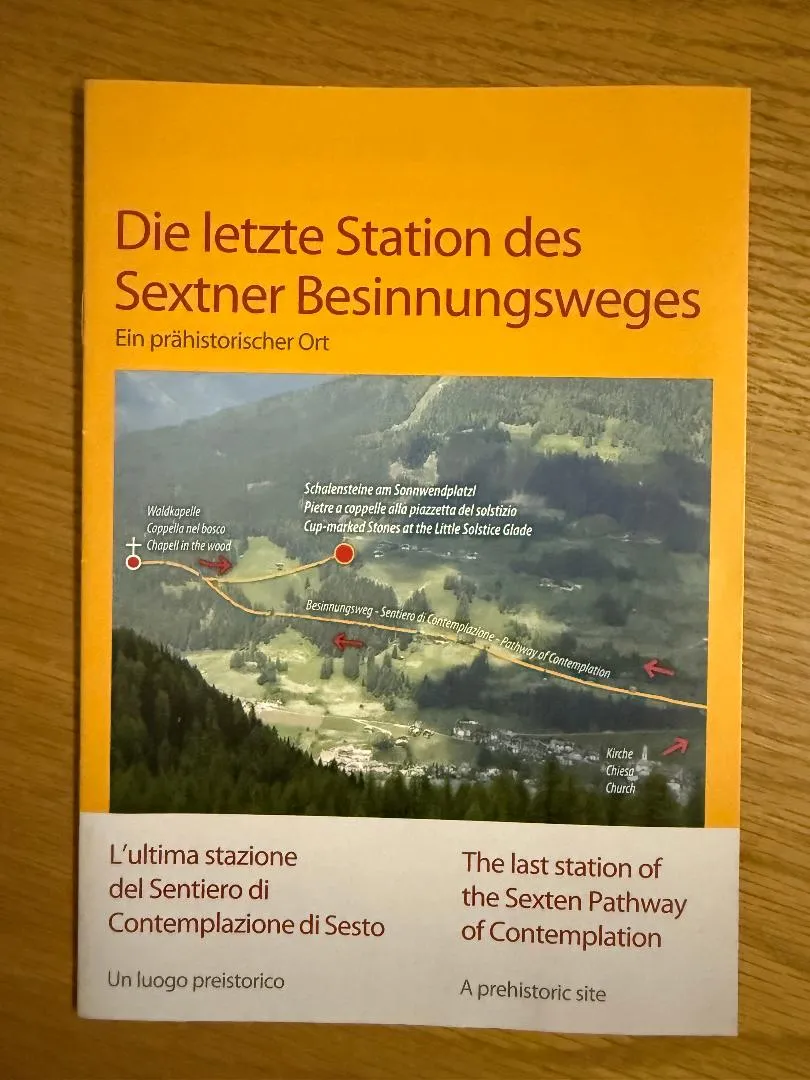 Die letzte Station des
Sextner Besinnungsweges
Ein prähistorischer Ort
Schalensteine am Sonnwendplatzl
Pietre a coppelle alla piazzetta del solstizio
Cup-marked Stones at the Little Solstice Glade
Waldkapelle
Cappella nel bosco
Chapell in the wood
Besinnungsweg - Sentiero di Contemplazione - Pathway of Contemplation
Kirche
Chiesa
Church
L'ultima stazione
del Sentiero di
Contemplazione di Sesto
Un luogo preistorico
The last station of
the Sexten Pathway
of Contemplation
A prehistoric site